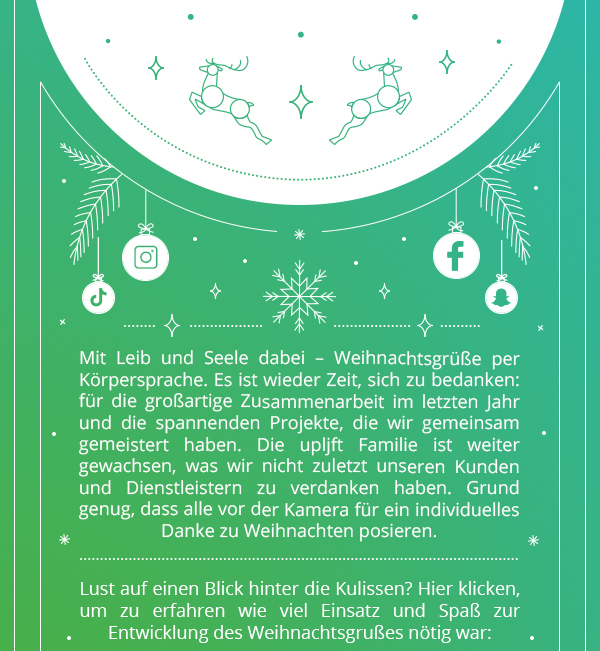 Mit Leib und Seele dabei – Weihnachtsgrüße per
Körpersprache. Es ist wieder Zeit, sich zu bedanken:
für die großartige Zusammenarbeit im letzten Jahr
und die spannenden Projekte, die wir gemeinsam
gemeistert haben. Die upljft Familie ist weiter
gewachsen, was wir nicht zuletzt unseren Kunden
und Dienstleistern zu verdanken haben. Grund
genug, dass alle vor der Kamera für ein individuelles
Danke zu Weihnachten posieren.
Lust auf einen Blick hinter die Kulissen? Hier klicken,
um zu erfahren wie viel Einsatz und Spaß zur
Entwicklung des Weihnachtsgrußes nötig war: